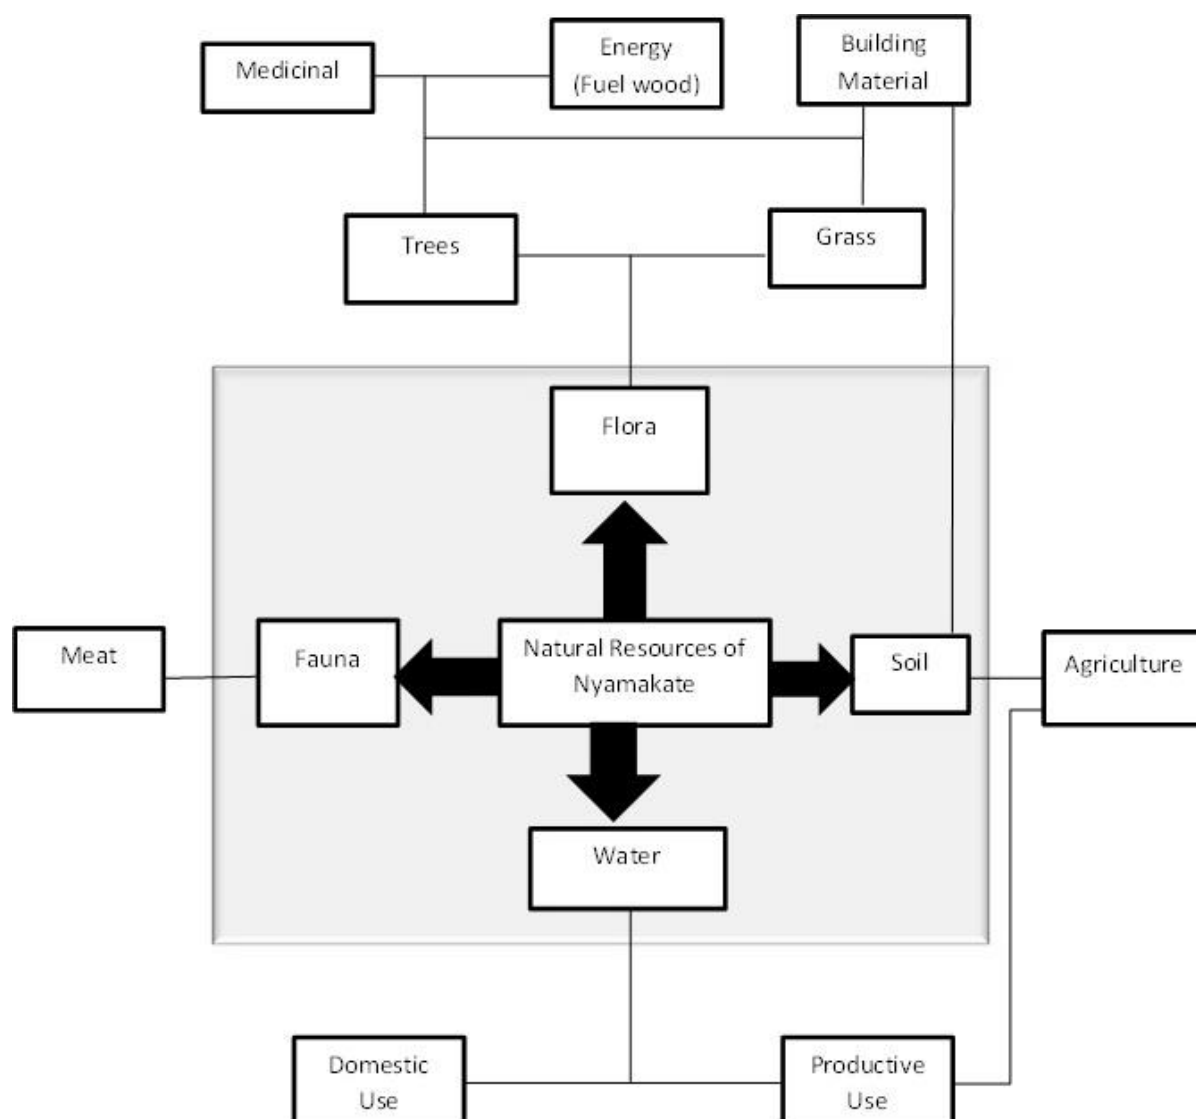 Medicinal
Energy
(Fuel wood)
Building
Material
Trees
Grass
Flora
Meat
Fauna
Natural Resources of
Nyamakate
Soil
Agriculture
Water
Domestic
Use
Productive
Use